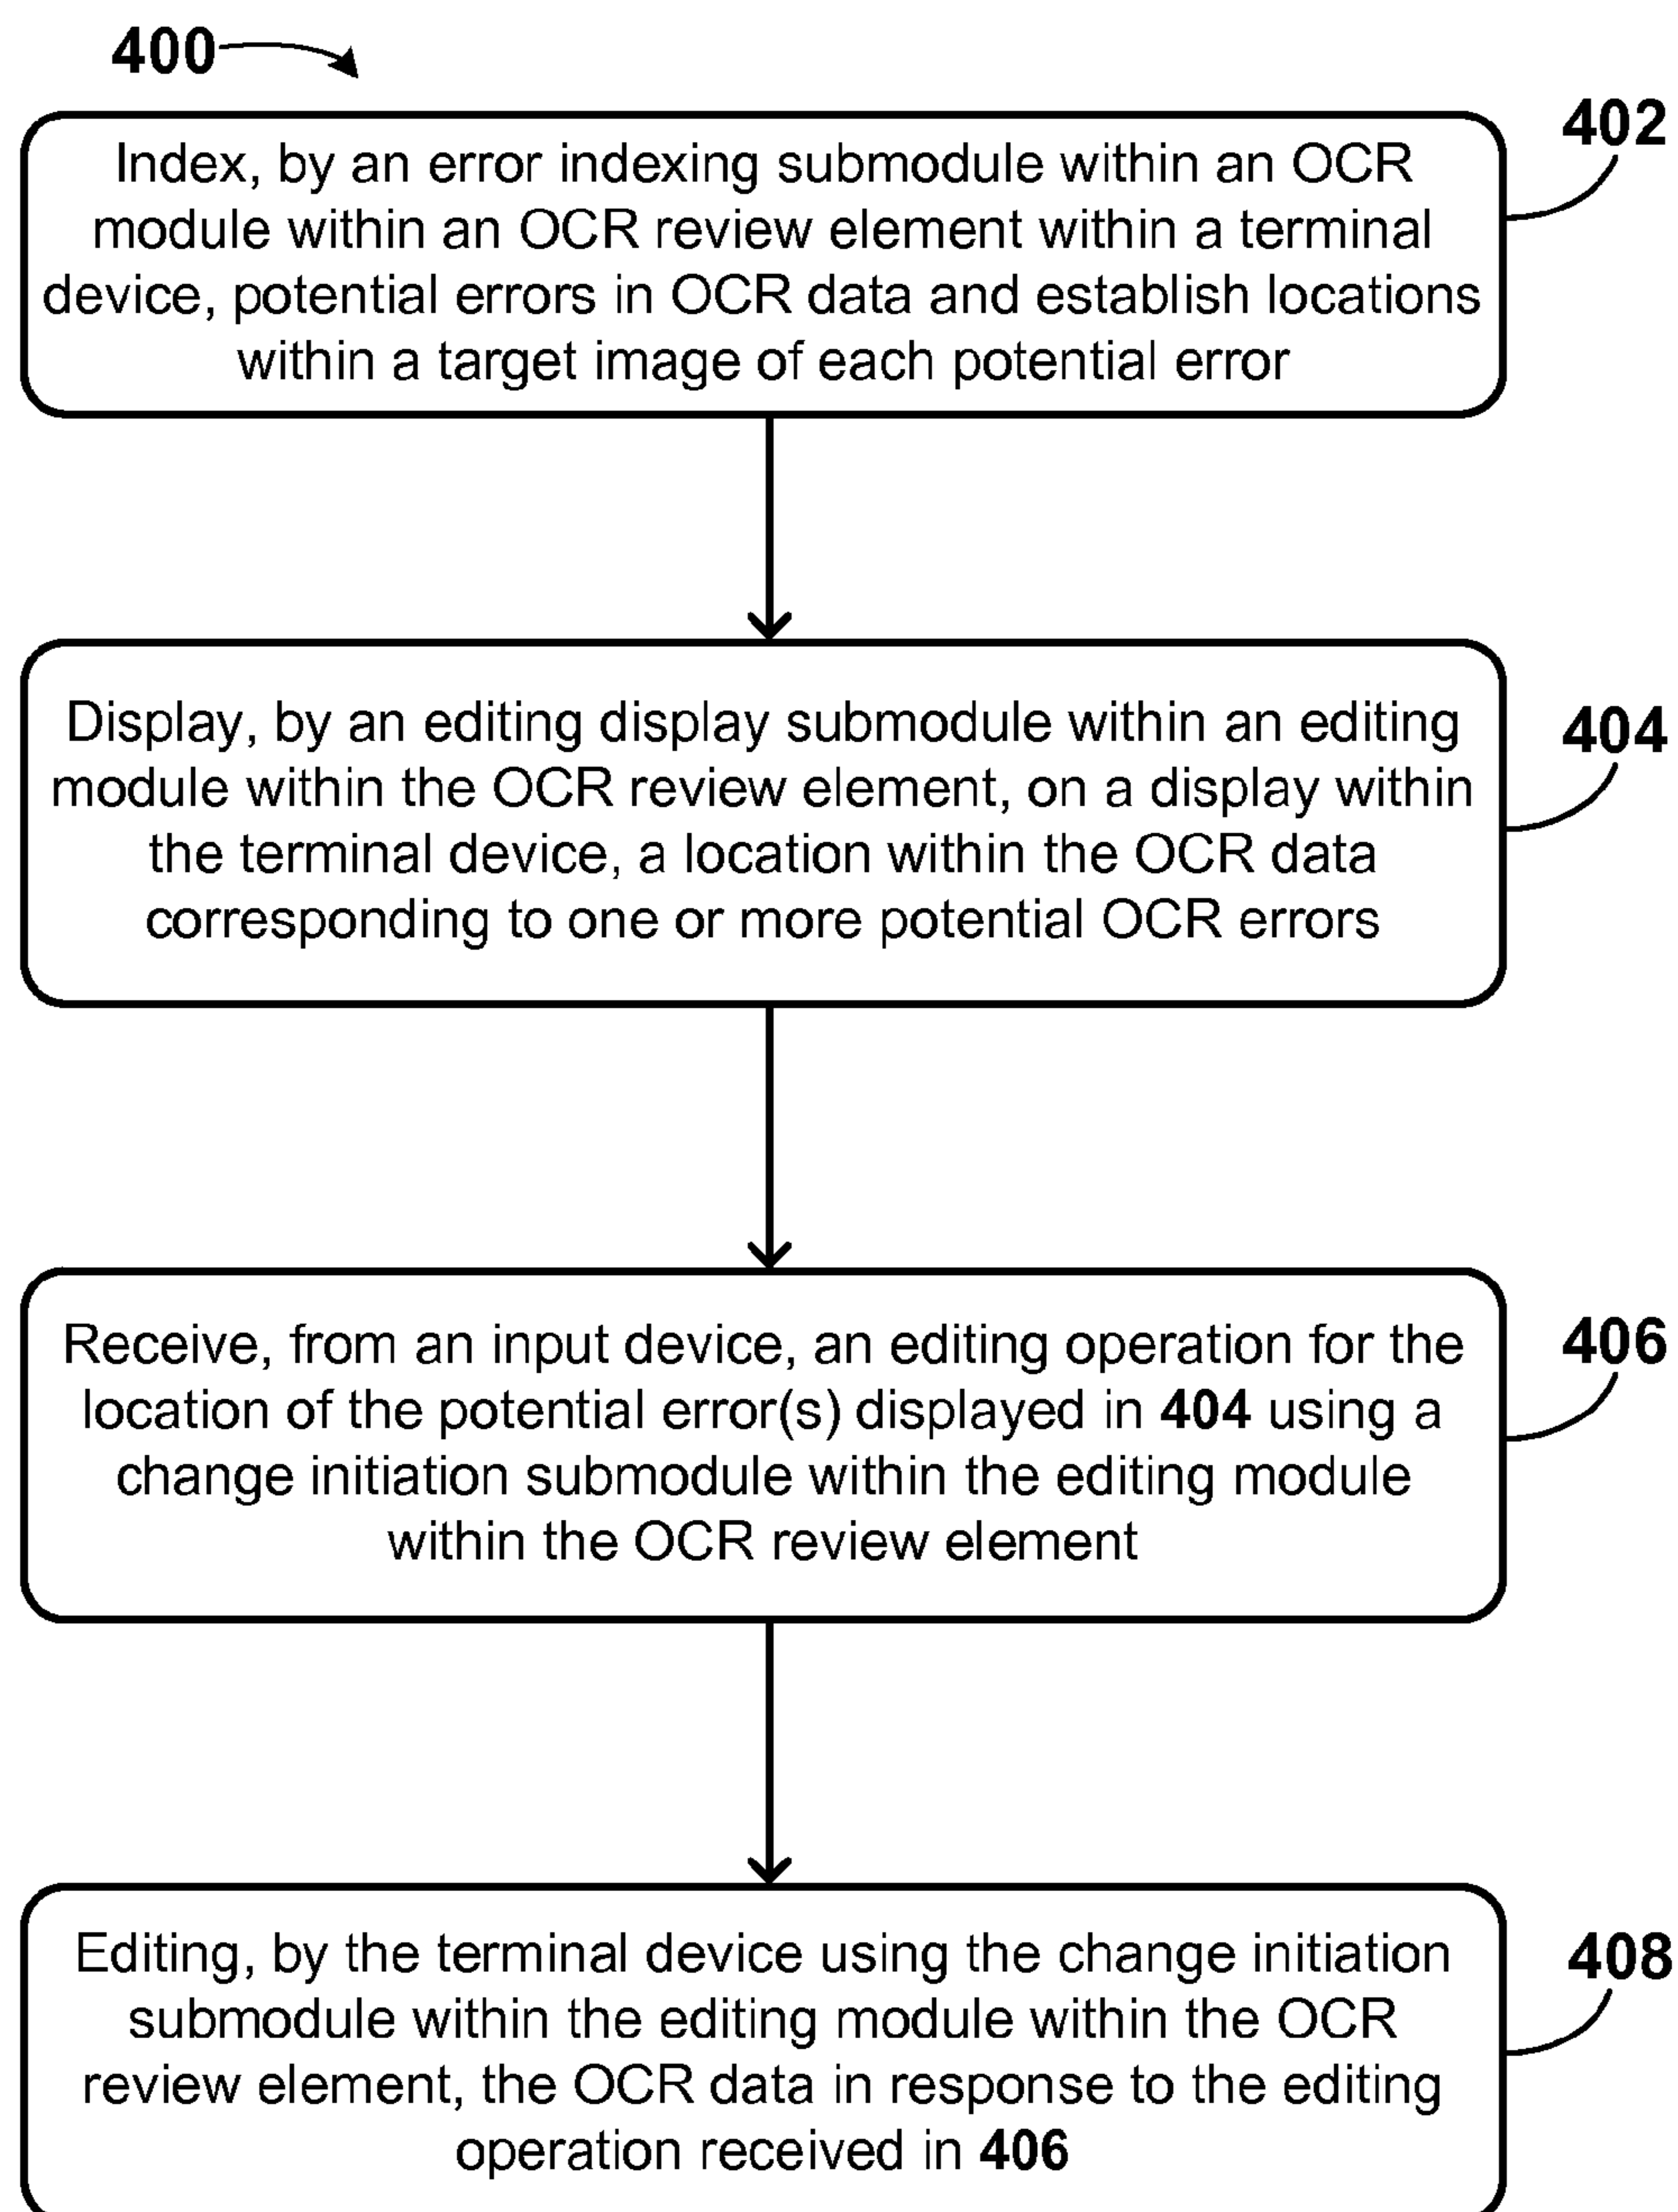 400
402
Index, by an error indexing submodule within an OCR
module within an OCR review element within a terminal
device, potential errors in OCR data and establish locations
within a target image of each potential error
404
Display, by an editing display submodule within an editing
module within the OCR review element, on a display within
the terminal device, a location within the OCR data
corresponding to one or more potential OCR errors
406
Receive, from an input device, an editing operation for the
location of the potential error(s) displayed in 404 using a
change initiation submodule within the editing module
within the OCR review element
408
Editing, by the terminal device using the change initiation
submodule within the editing module within the OCR
review element, the OCR data in response to the editing
operation received in 406